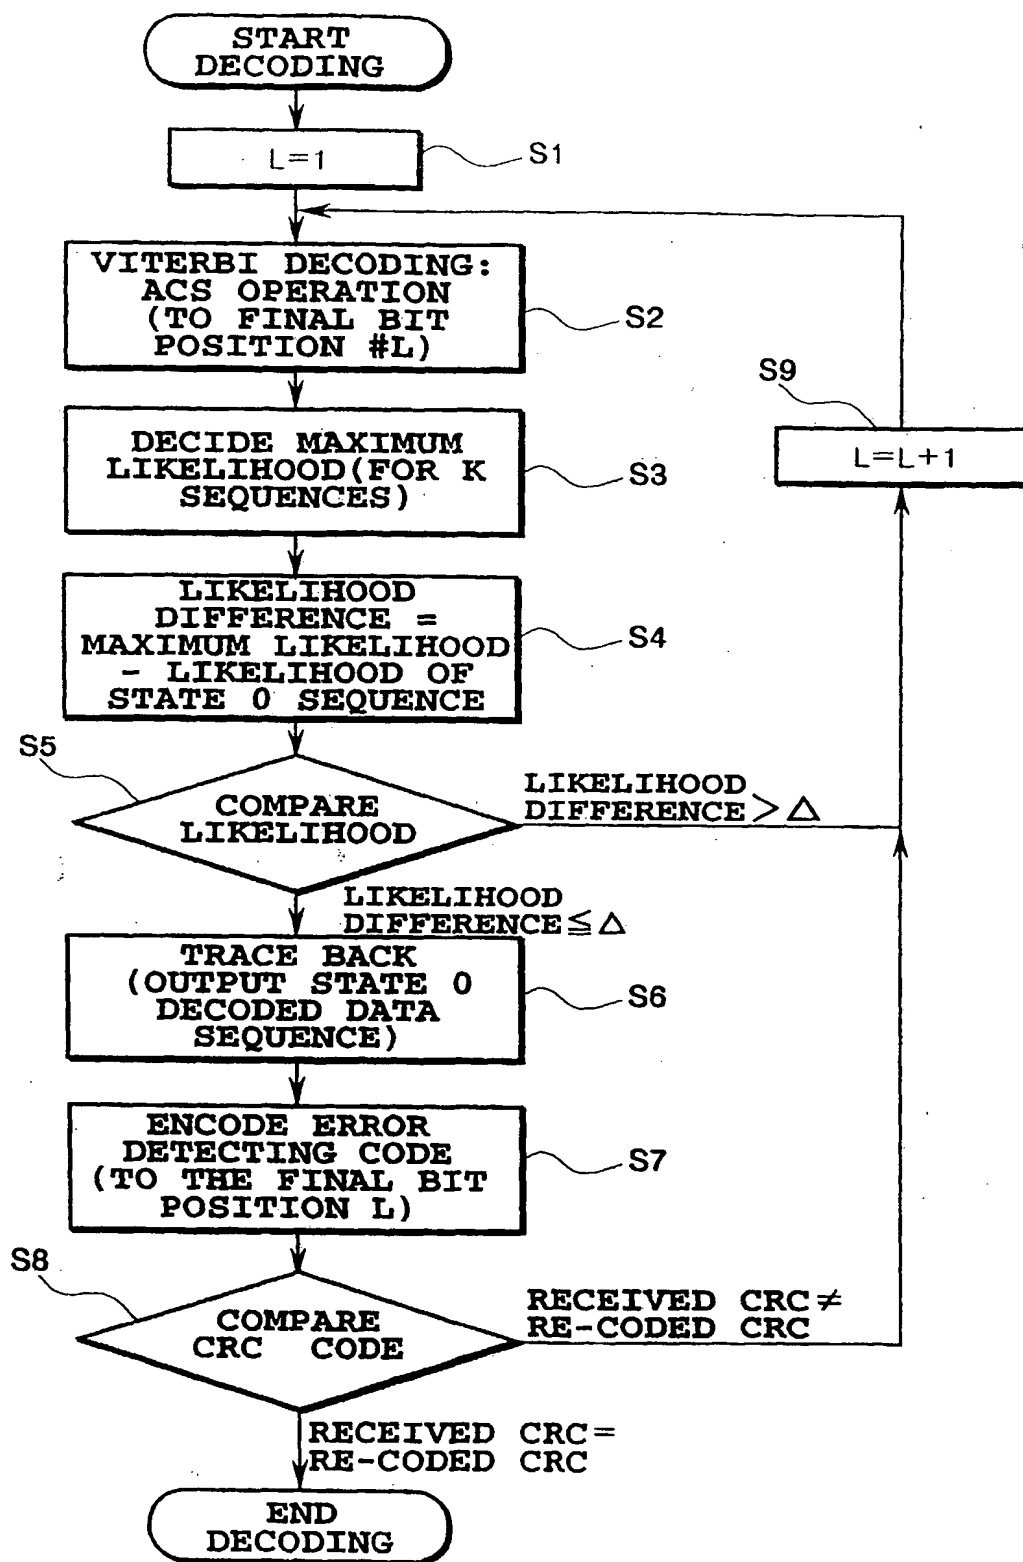 START
DECODING
L=1
S1
VITERBI DECODING:
ACS OPERATION
(TO FINAL BIT
POSITION #L)
S2
S9
L=L+1
DECIDE MAXIMUM
LIKELIHOOD(FOR K
SEQUENCES)
S3
LIKELIHOOD
DIFFERENCE =
MAXIMUM LIKELIHOOD
- LIKELIHOOD OF
STATE 0 SEQUENCE
S4
S5
COMPARE
LIKELIHOOD
LIKELIHOOD
DIFFERENCE>△
LIKELIHOOD
DIFFERENCE≦△
TRACE BACK
(OUTPUT STATE 0
DECODED DATA
SEQUENCE)
S6
ENCODE ERROR
DETECTING CODE
(TO THE FINAL BIT
POSITION L)
S7
S8
COMPARE
CRC CODE
RECEIVED CRC≠
RE-CODED CRC
RECEIVED CRC=
RE-CODED CRC
END
DECODING